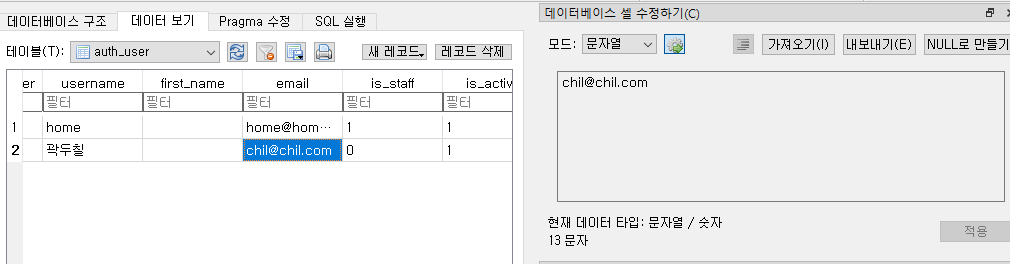 데이터베이스 구조 데이터 보기 Pragma 수정 SQL 실행
테이블(T): auth_user 새 레코드 레코드 삭제
er username first_name email is_staff is_activ
필터 필터 필터 필터 필터
1 home home@hom… 1 1
2 곽두칠 chil@chil.com 0 1
데이터베이스 셀 수정하기(C)
모드: 문자열 가져오기(I) 내보내기(E) NULL로 만들기
chil@chil.com
현재 데이터 타입: 문자열 / 숫자
13 문자
적용